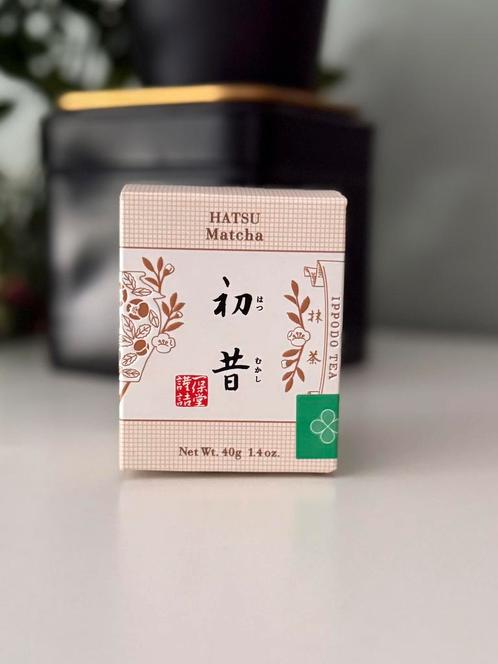 HATSU
Matcha
初
はつ
昔
むかし
抹茶
IPPODO TEA
一保堂
謹詰
Net Wt. 40g 1.4 oz.